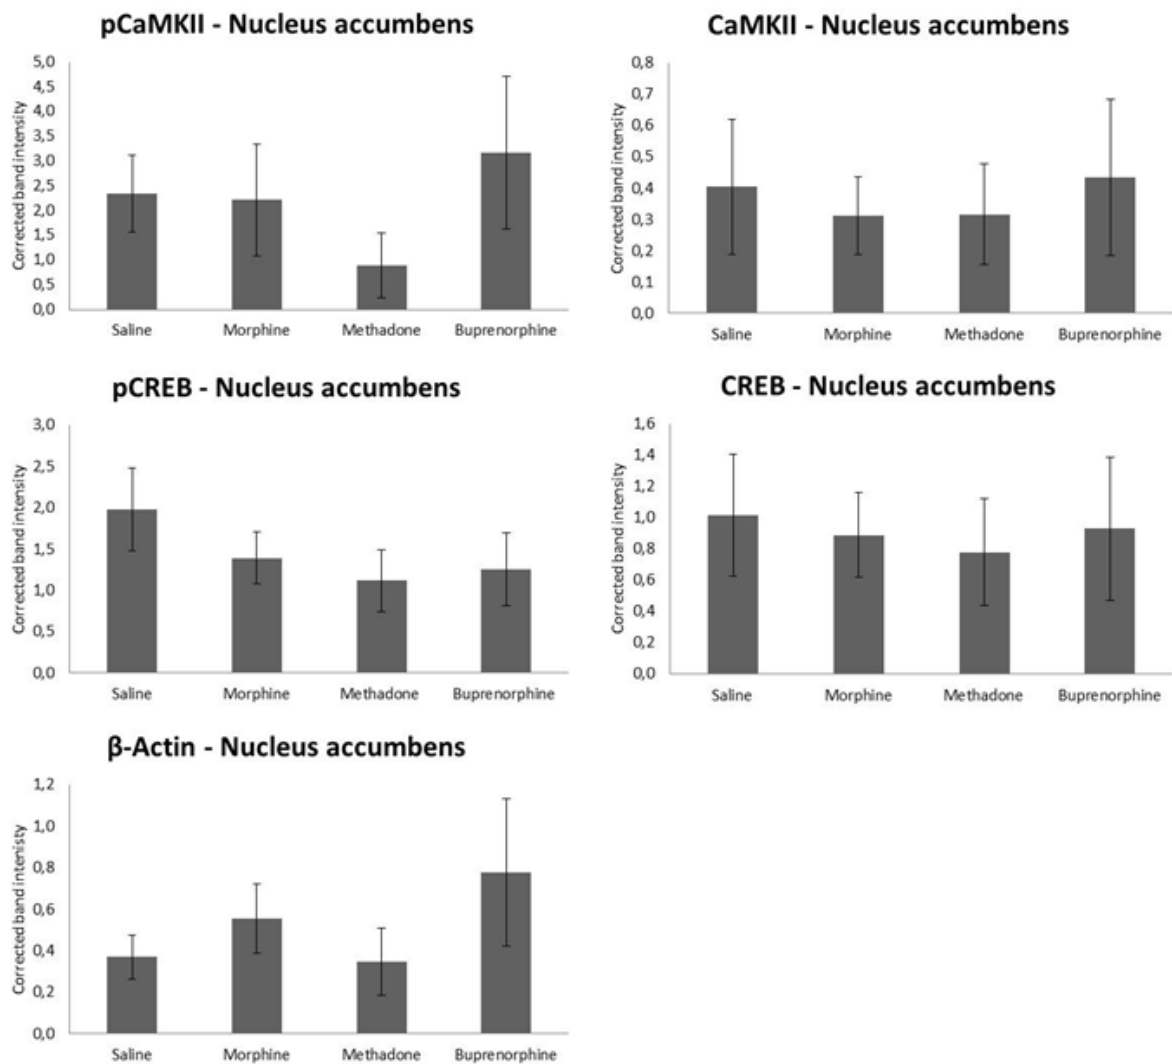 pCaMKII - Nucleus accumbens
Corrected band intensity
5,0
4,5
4,0
3,5
3,0
2,5
2,0
1,5
1,0
0,5
0,0
Saline Morphine Methadone Buprenorphine
CaMKII - Nucleus accumbens
Corrected band intensity
0,8
0,7
0,6
0,5
0,4
0,3
0,2
0,1
0,0
Saline Morphine Methadone Buprenorphine
pCREB - Nucleus accumbens
Corrected band intensity
3,0
2,5
2,0
1,5
1,0
0,5
0,0
Saline Morphine Methadone Buprenorphine
CREB - Nucleus accumbens
Corrected band intensity
1,6
1,4
1,2
1,0
0,8
0,6
0,4
0,2
0,0
Saline Morphine Methadone Buprenorphine
β-Actin - Nucleus accumbens
Corrected band intenisty
1,2
1,0
0,8
0,6
0,4
0,2
0,0
Saline Morphine Methadone Buprenorphine